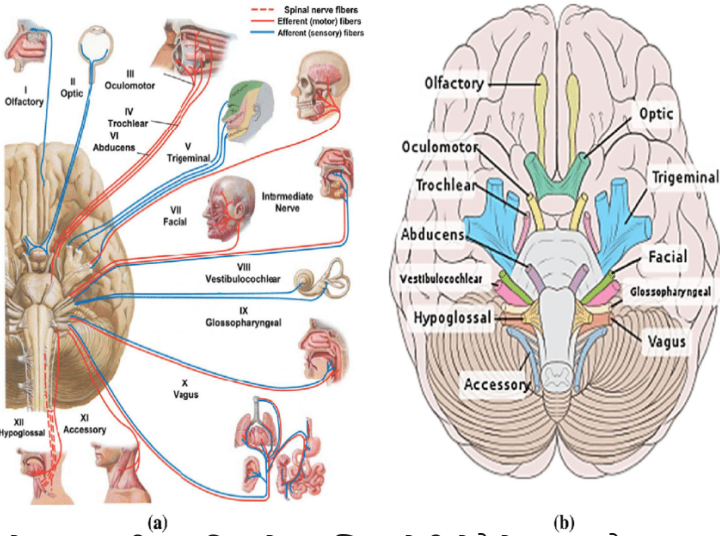 Spinal nerve fibers
Efferent (motor) fibers
Afferent (sensory) fibers
I
Olfactory
II
Optic
III
Oculomotor
IV
Trochlear
VI
Abducens
V
Trigeminal
VII
Facial
Intermediate
Nerve
VIII
Vestibulocochlear
IX
Glossopharyngeal
X
Vagus
XII
Hypoglossal
XI
Accessory
(a)
Olfactory
Optic
Oculomotor
Trochlear
Trigeminal
Abducens
Facial
Vestibulocochlear
Glossopharyngeal
Hypoglossal
Vagus
Accessory
(b)